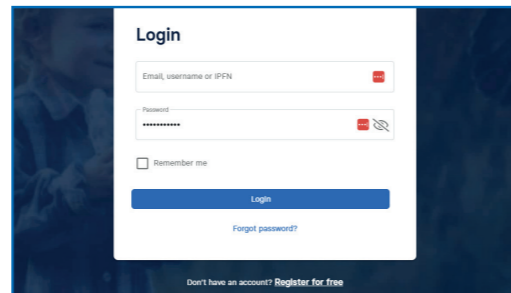 Login
Email, username or IPFN
Password
•••••••••••
Remember me
Login
Forgot password?
Don't have an account? Register for free